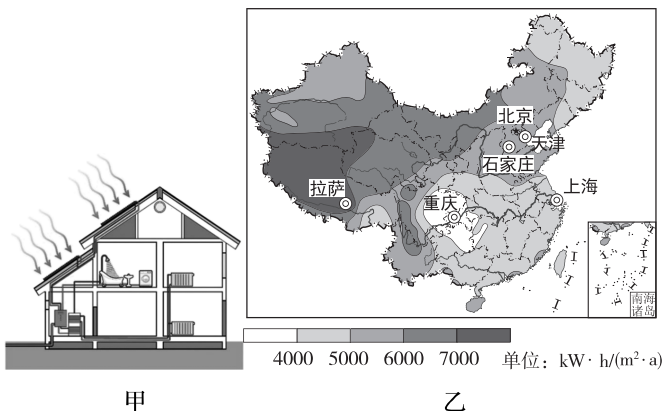 北京
天津
石家庄
拉萨
重庆
上海
南海
诸岛
4000 5000 6000 7000 单位：kW·h/(m²·a)
甲
乙